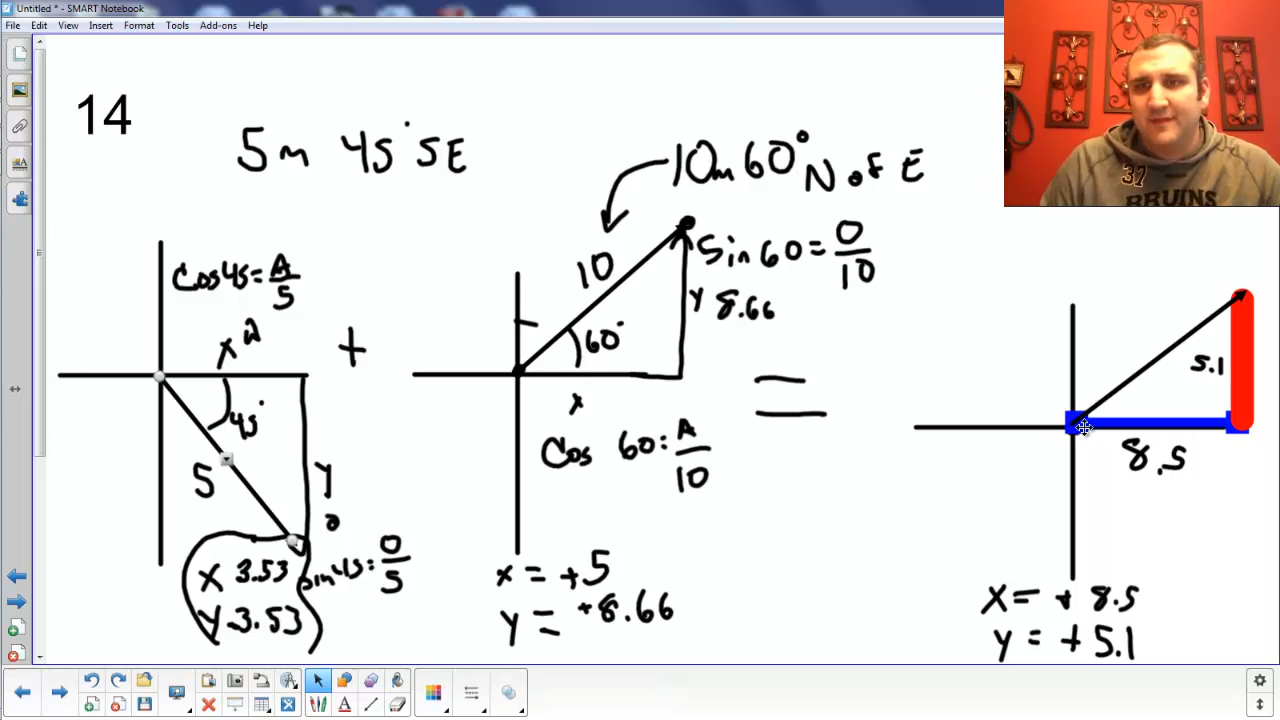 Untitled * - SMART Notebook
File Edit View Insert Format Tools Add-ons Help
14
5m 45° SE
10m 60° N of E
Cos 45 = A/5
x A
45°
5
y
o
sin 45 = O/5
X 3.53
Y -3.53
+
10
60°
Sin 60 = O/10
y 8.66
x
Cos 60 = A/10
x = +5
y = +8.66
=
5.1
8.5
X = + 8.5
y = + 5.1
37
BRUINS